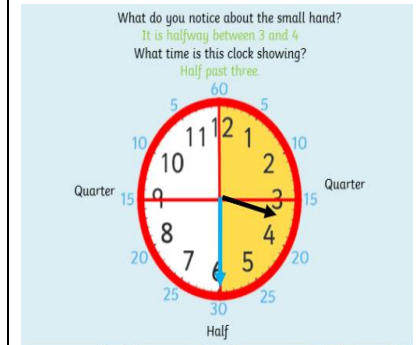 What do you notice about the small hand?
It is halfway between 3 and 4
What time is this clock showing?
Half past three.
60
5 5
11 12 1
10 10
10 2
Quarter 15 9 3 15 Quarter
8 4
20 7 6 5 20
25 25
30
Half